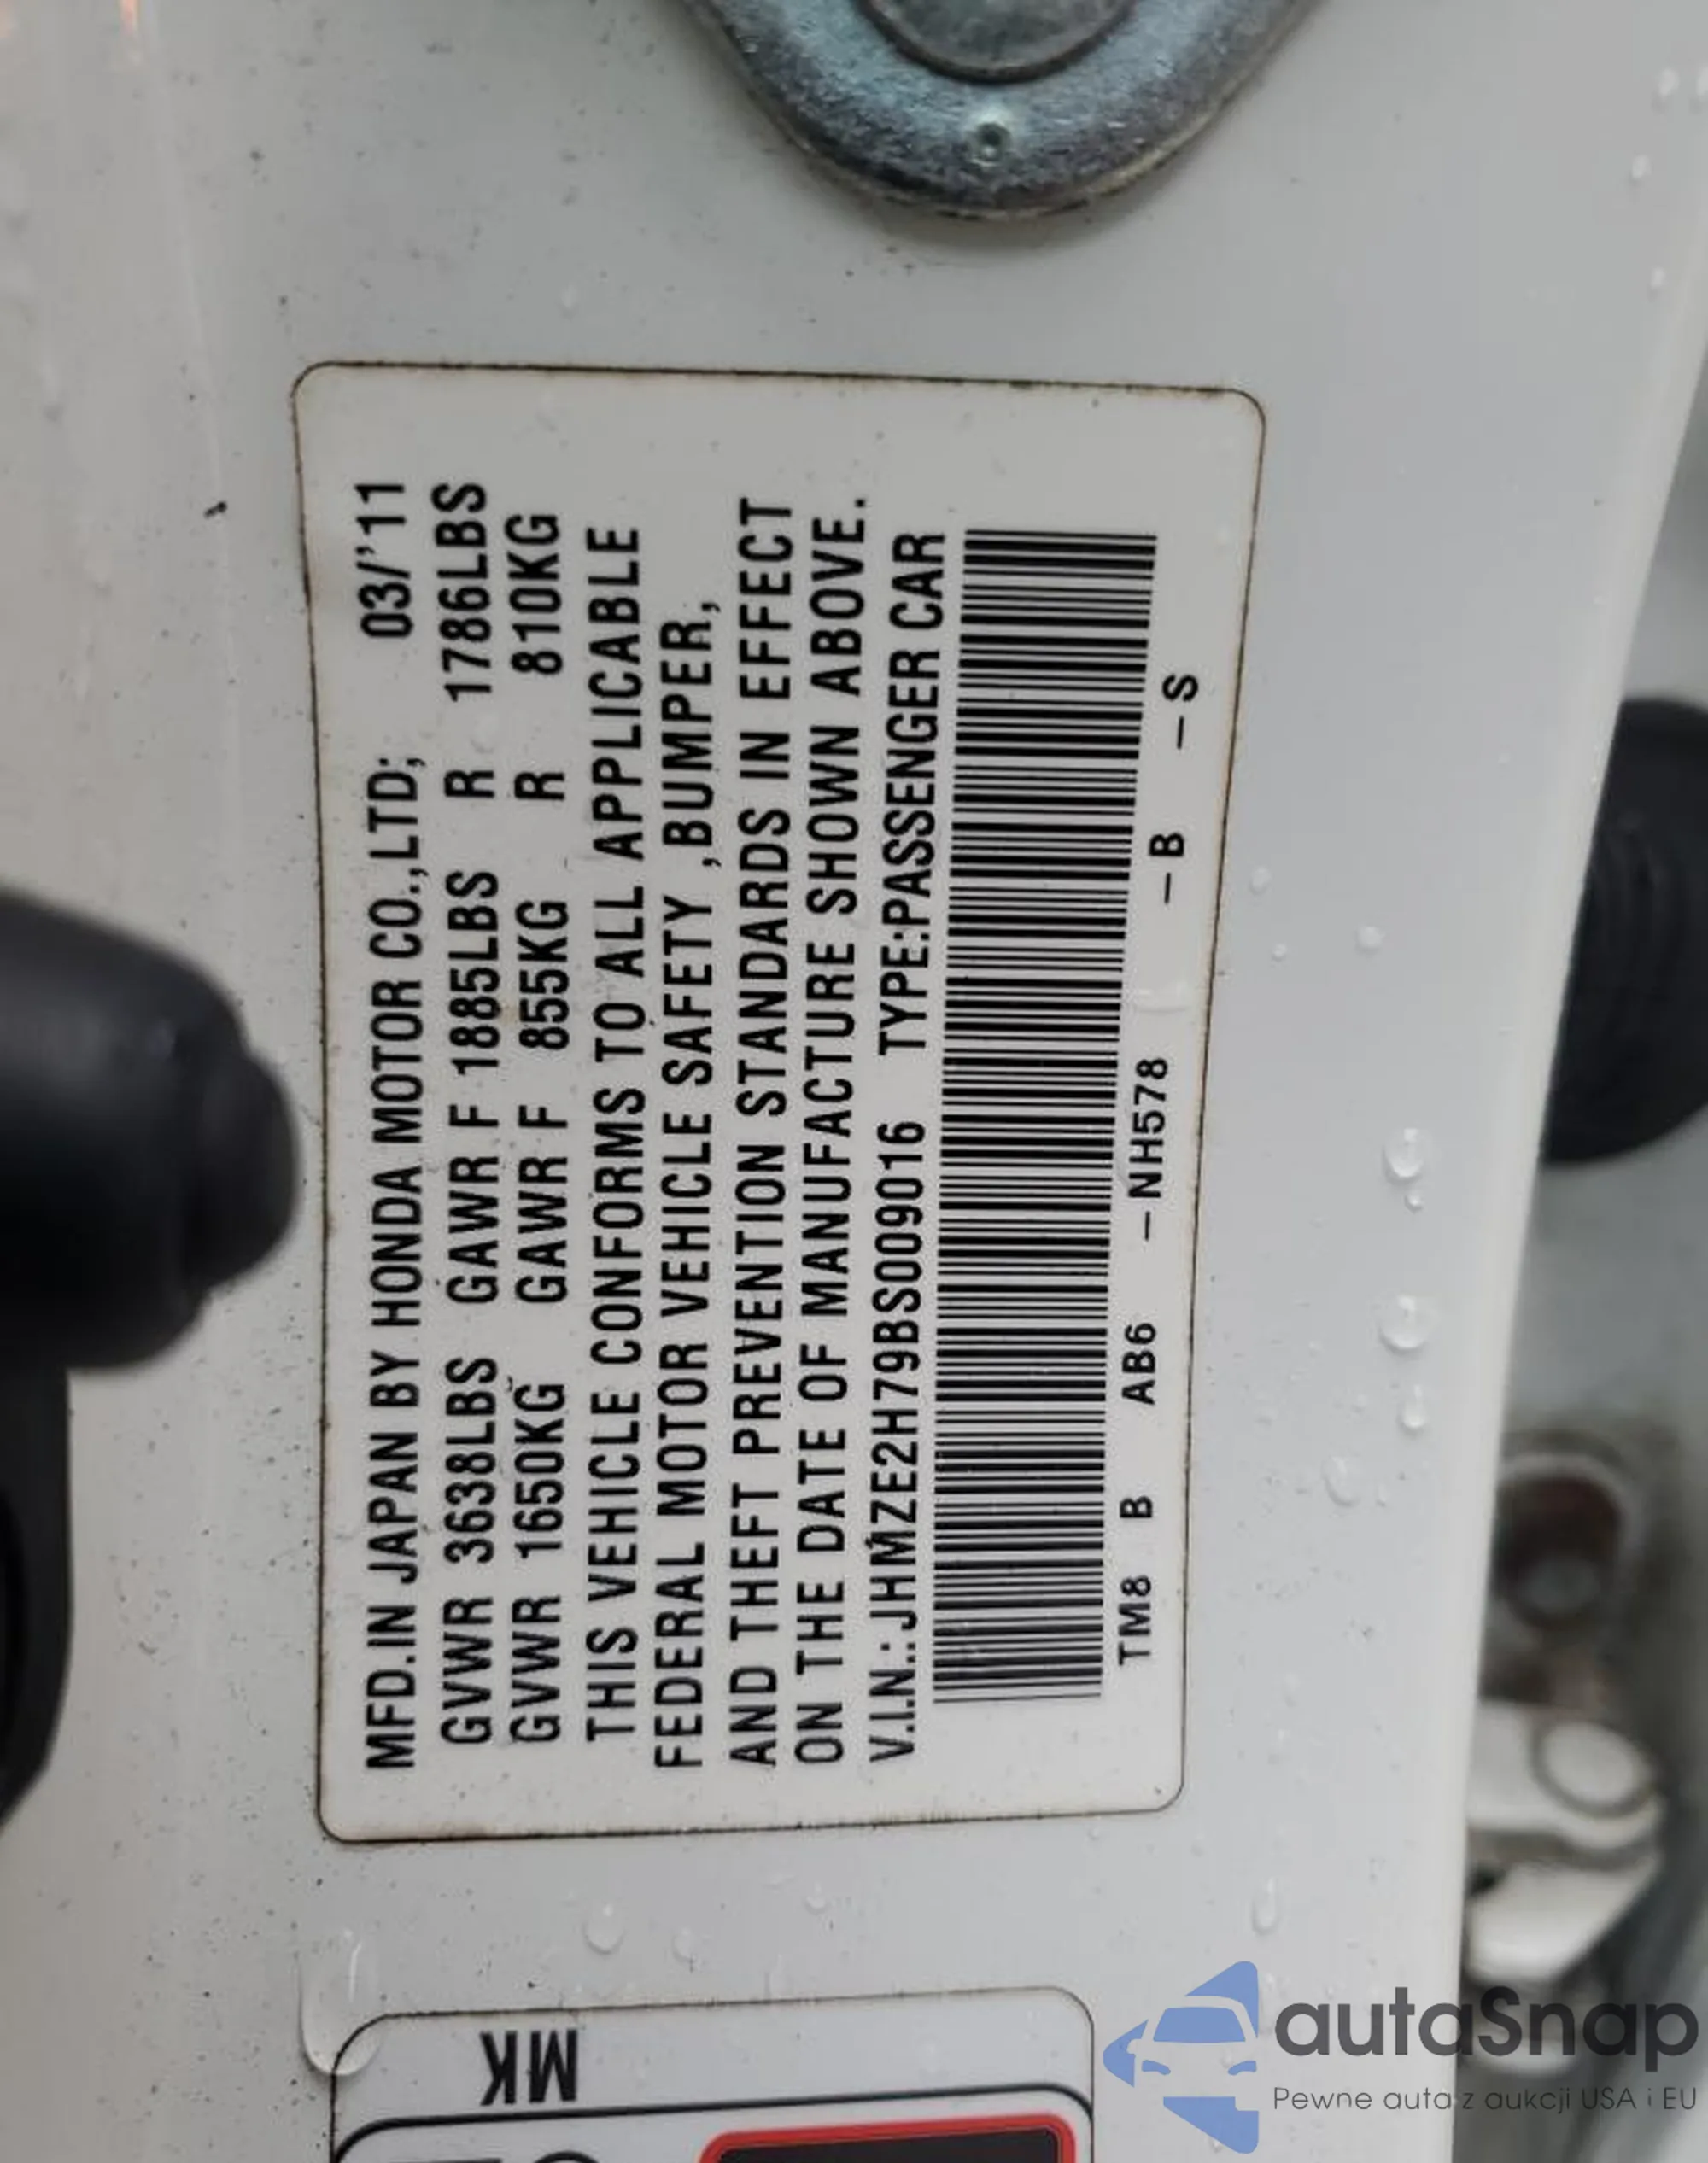 MFD.IN JAPAN BY HONDA MOTOR CO.,LTD; 03/'11
GVWR 3638LBS GAWR F 1885LBS R 1786LBS
GVWR 1650KG GAWR F 855KG R 810KG
THIS VEHICLE CONFORMS TO ALL APPLICABLE
FEDERAL MOTOR VEHICLE SAFETY ,BUMPER,
AND THEFT PREVENTION STANDARDS IN EFFECT
ON THE DATE OF MANUFACTURE SHOWN ABOVE.
V.I.N.:JHMZE2H79BS009016 TYPE:PASSENGER CAR
TM8 B AB6 –NH578 –B –S
MK
autaSnap
Pewne auta z aukcji USA i EU